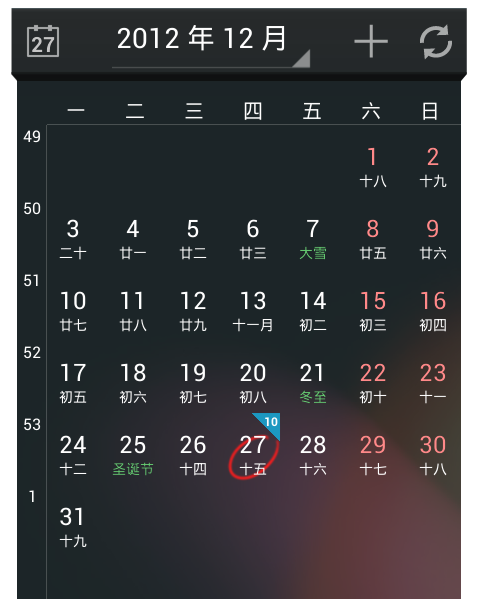 27 2012 年 12 月
一 二 三 四 五 六 日
49
1 2
十八 十九
50
3 4 5 6 7 8 9
二十 廿一 廿二 廿三 大雪 廿五 廿六
51
10 11 12 13 14 15 16
廿七 廿八 廿九 十一月 初二 初三 初四
52
17 18 19 20 21 22 23
初五 初六 初七 初八 冬至 初十 十一
53 10
24 25 26 27 28 29 30
十二 圣诞节 十四 十五 十六 十七 十八
1
31
十九